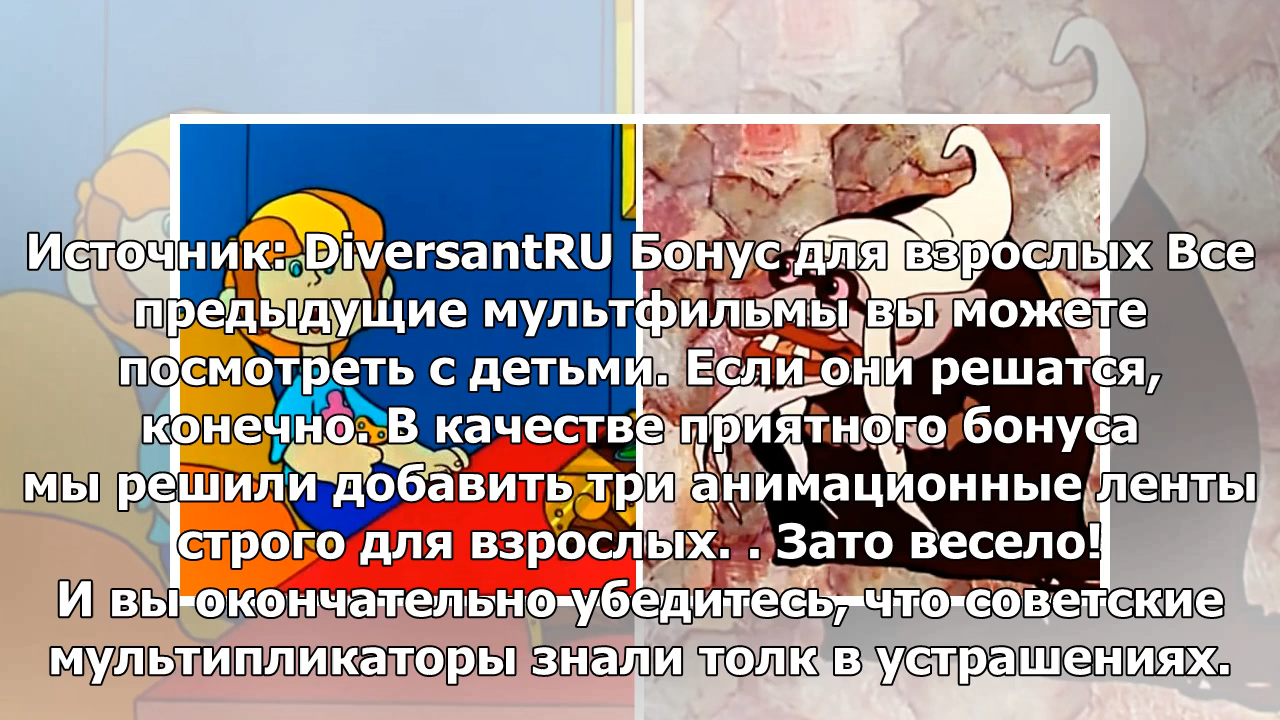 Источник: DiversantRU Бонус для взрослых Все
предыдущие мультфильмы вы можете
посмотреть с детьми. Если они решатся,
конечно. В качестве приятного бонуса
мы решили добавить три анимационные ленты
строго для взрослых. . Зато весело!
И вы окончательно убедитесь, что советские
мультипликаторы знали толк в устрашениях.